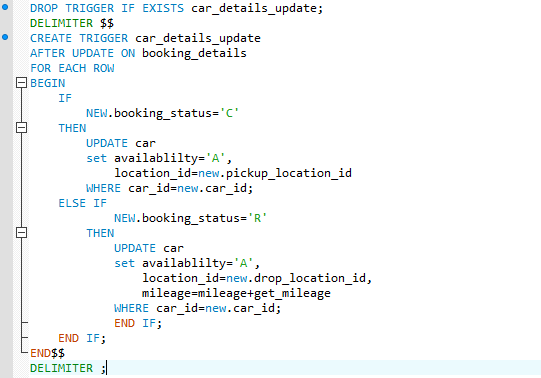 DROP TRIGGER IF EXISTS car_details_update;
DELIMITER $$
CREATE TRIGGER car_details_update
AFTER UPDATE ON booking_details
FOR EACH ROW
BEGIN
IF
NEW.booking_status='C'
THEN
UPDATE car
set availablilty='A',
location_id=new.pickup_location_id
WHERE car_id=new.car_id;
ELSE IF
NEW.booking_status='R'
THEN
UPDATE car
set availablilty='A',
location_id=new.drop_location_id,
mileage=mileage+get_mileage
WHERE car_id=new.car_id;
END IF;
END IF;
END$$
DELIMITER ;